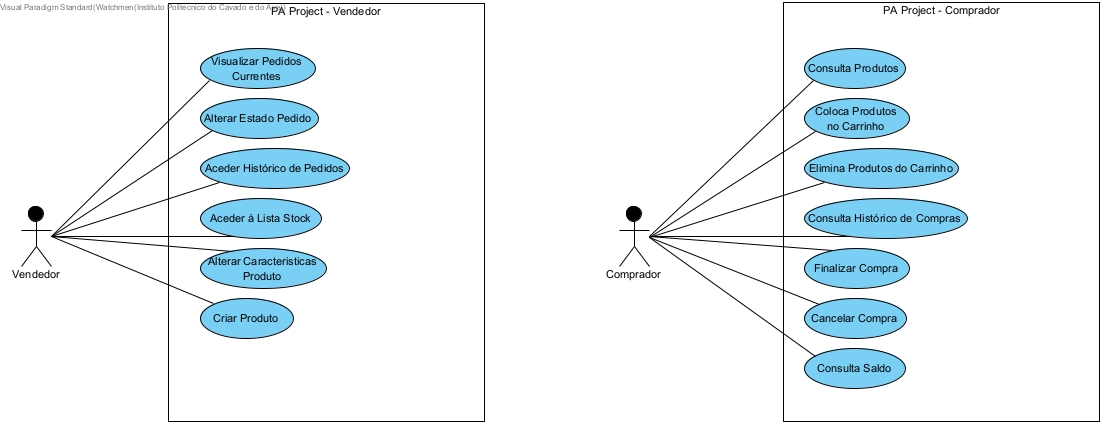 Visual Paradigm Standard(Watchmen(Instituto Politecnico do Cavado e do Ave))
PA Project - Vendedor
Visualizar Pedidos
Currentes
Alterar Estado Pedido
Aceder Histórico de Pedidos
Aceder à Lista Stock
Alterar Caracteristicas
Produto
Criar Produto
Vendedor
PA Project - Comprador
Consulta Produtos
Coloca Produtos
no Carrinho
Elimina Produtos do Carrinho
Consulta Histórico de Compras
Finalizar Compra
Cancelar Compra
Consulta Saldo
Comprador